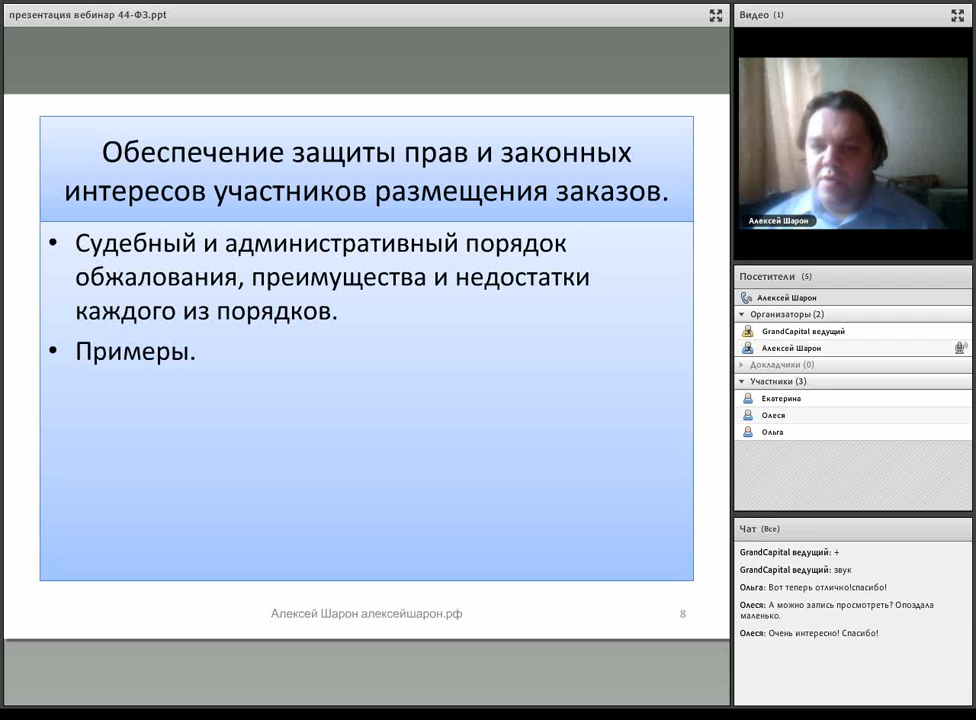 презентация вебинар 44-ФЗ.ppt
Обеспечение защиты прав и законных
интересов участников размещения заказов.
• Судебный и административный порядок
обжалования, преимущества и недостатки
каждого из порядков.
• Примеры.
Алексей Шарон алексейшарон.рф
8
Видео (1)
Алексей Шарон
Посетители (5)
Алексей Шарон
Организаторы (2)
GrandCapital ведущий
Алексей Шарон
Докладчики (0)
Участники (3)
Екатерина
Олеся
Ольга
Чат (Все)
GrandCapital ведущий: +
GrandCapital ведущий: звук
Ольга: Вот теперь отлично!спасибо!
Олеся: А можно запись просмотреть? Опоздала
маленько.
Олеся: Очень интересно! Спасибо!